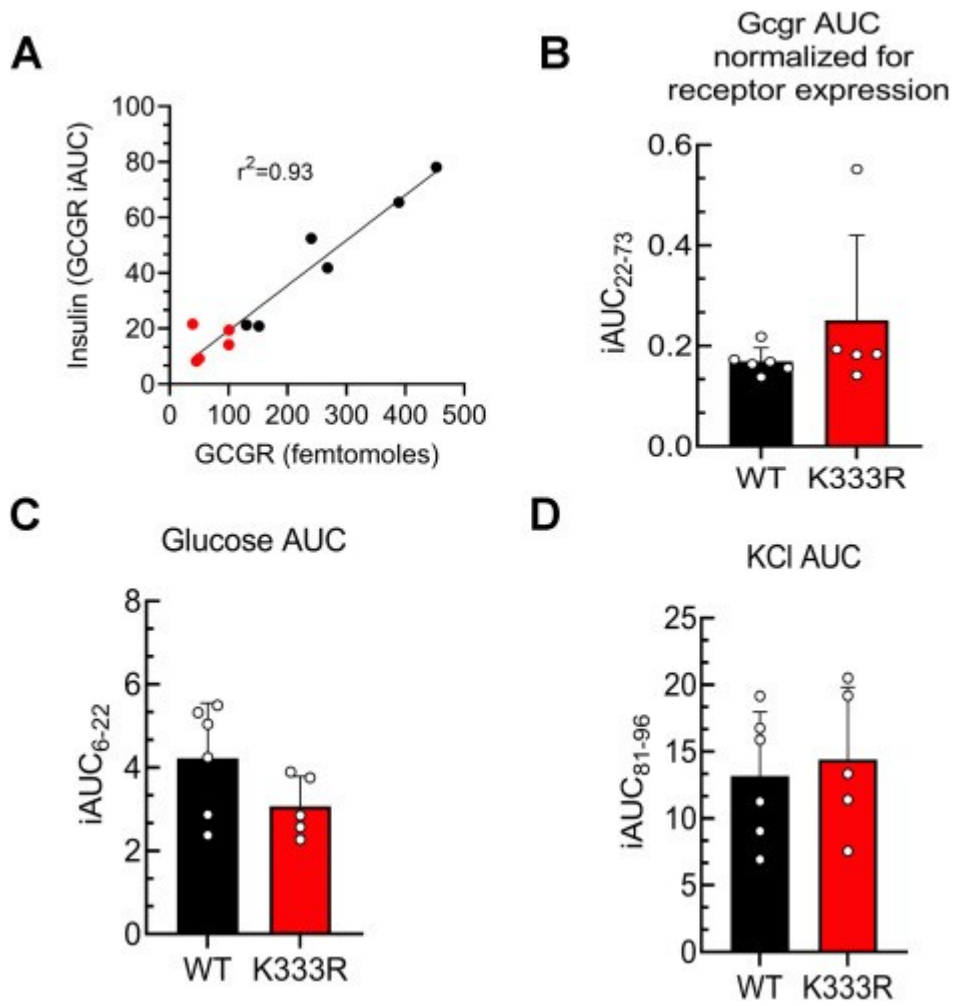 A
100
80
60
40
20
0
Insulin (GCGR iAUC)
r²=0.93
0 100 200 300 400 500
GCGR (femtomoles)
B
Gcgr AUC
normalized for
receptor expression
0.6
0.4
0.2
0.0
iAUC₂₂₋₇₃
WT K333R
C
Glucose AUC
8
6
4
2
0
iAUC₆₋₂₂
WT K333R
D
KCl AUC
25
20
15
10
5
0
iAUC₈₁₋₉₆
WT K333R